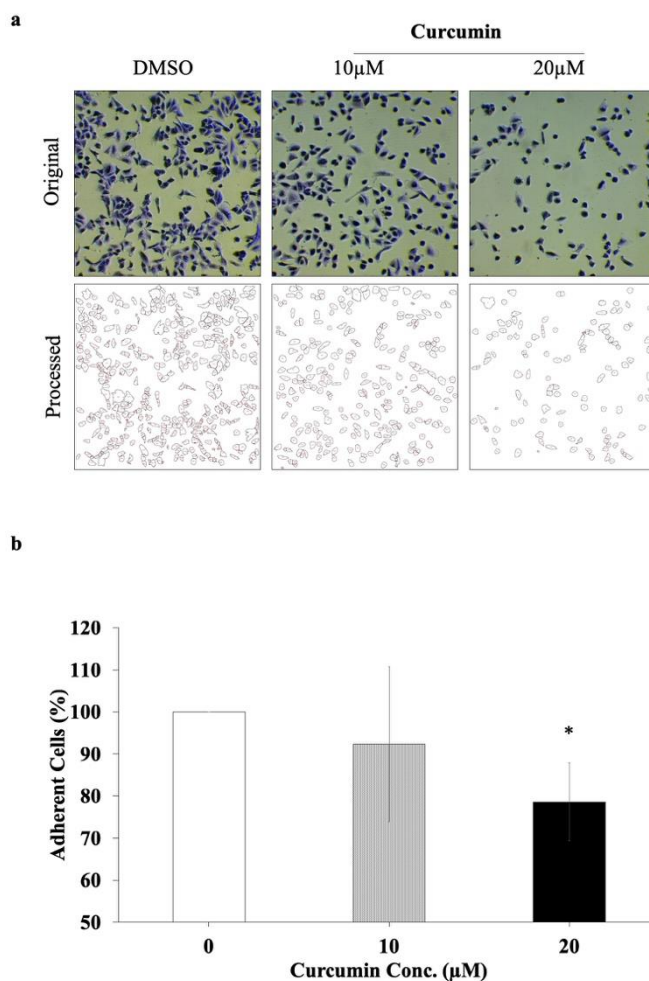 a
Curcumin
DMSO
10µM
20µM
Original
Processed
b
120
110
100
90
80
70
60
50
Adherent Cells (%)
*
0
10
20
Curcumin Conc. (µM)